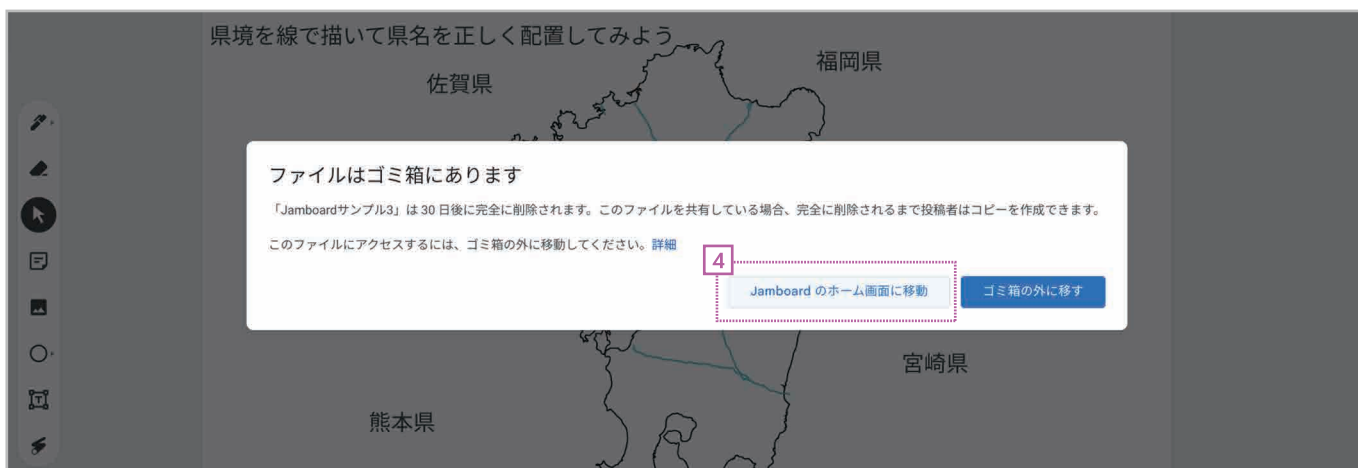 県境を線で描いて県名を正しく配置してみよう
福岡県
佐賀県
ファイルはゴミ箱にあります
「Jamboardサンプル3」は 30 日後に完全に削除されます。このファイルを共有している場合、完全に削除されるまで投稿者はコピーを作成できます。
このファイルにアクセスするには、ゴミ箱の外に移動してください。詳細
4
Jamboard のホーム画面に移動
ゴミ箱の外に移す
宮崎県
熊本県